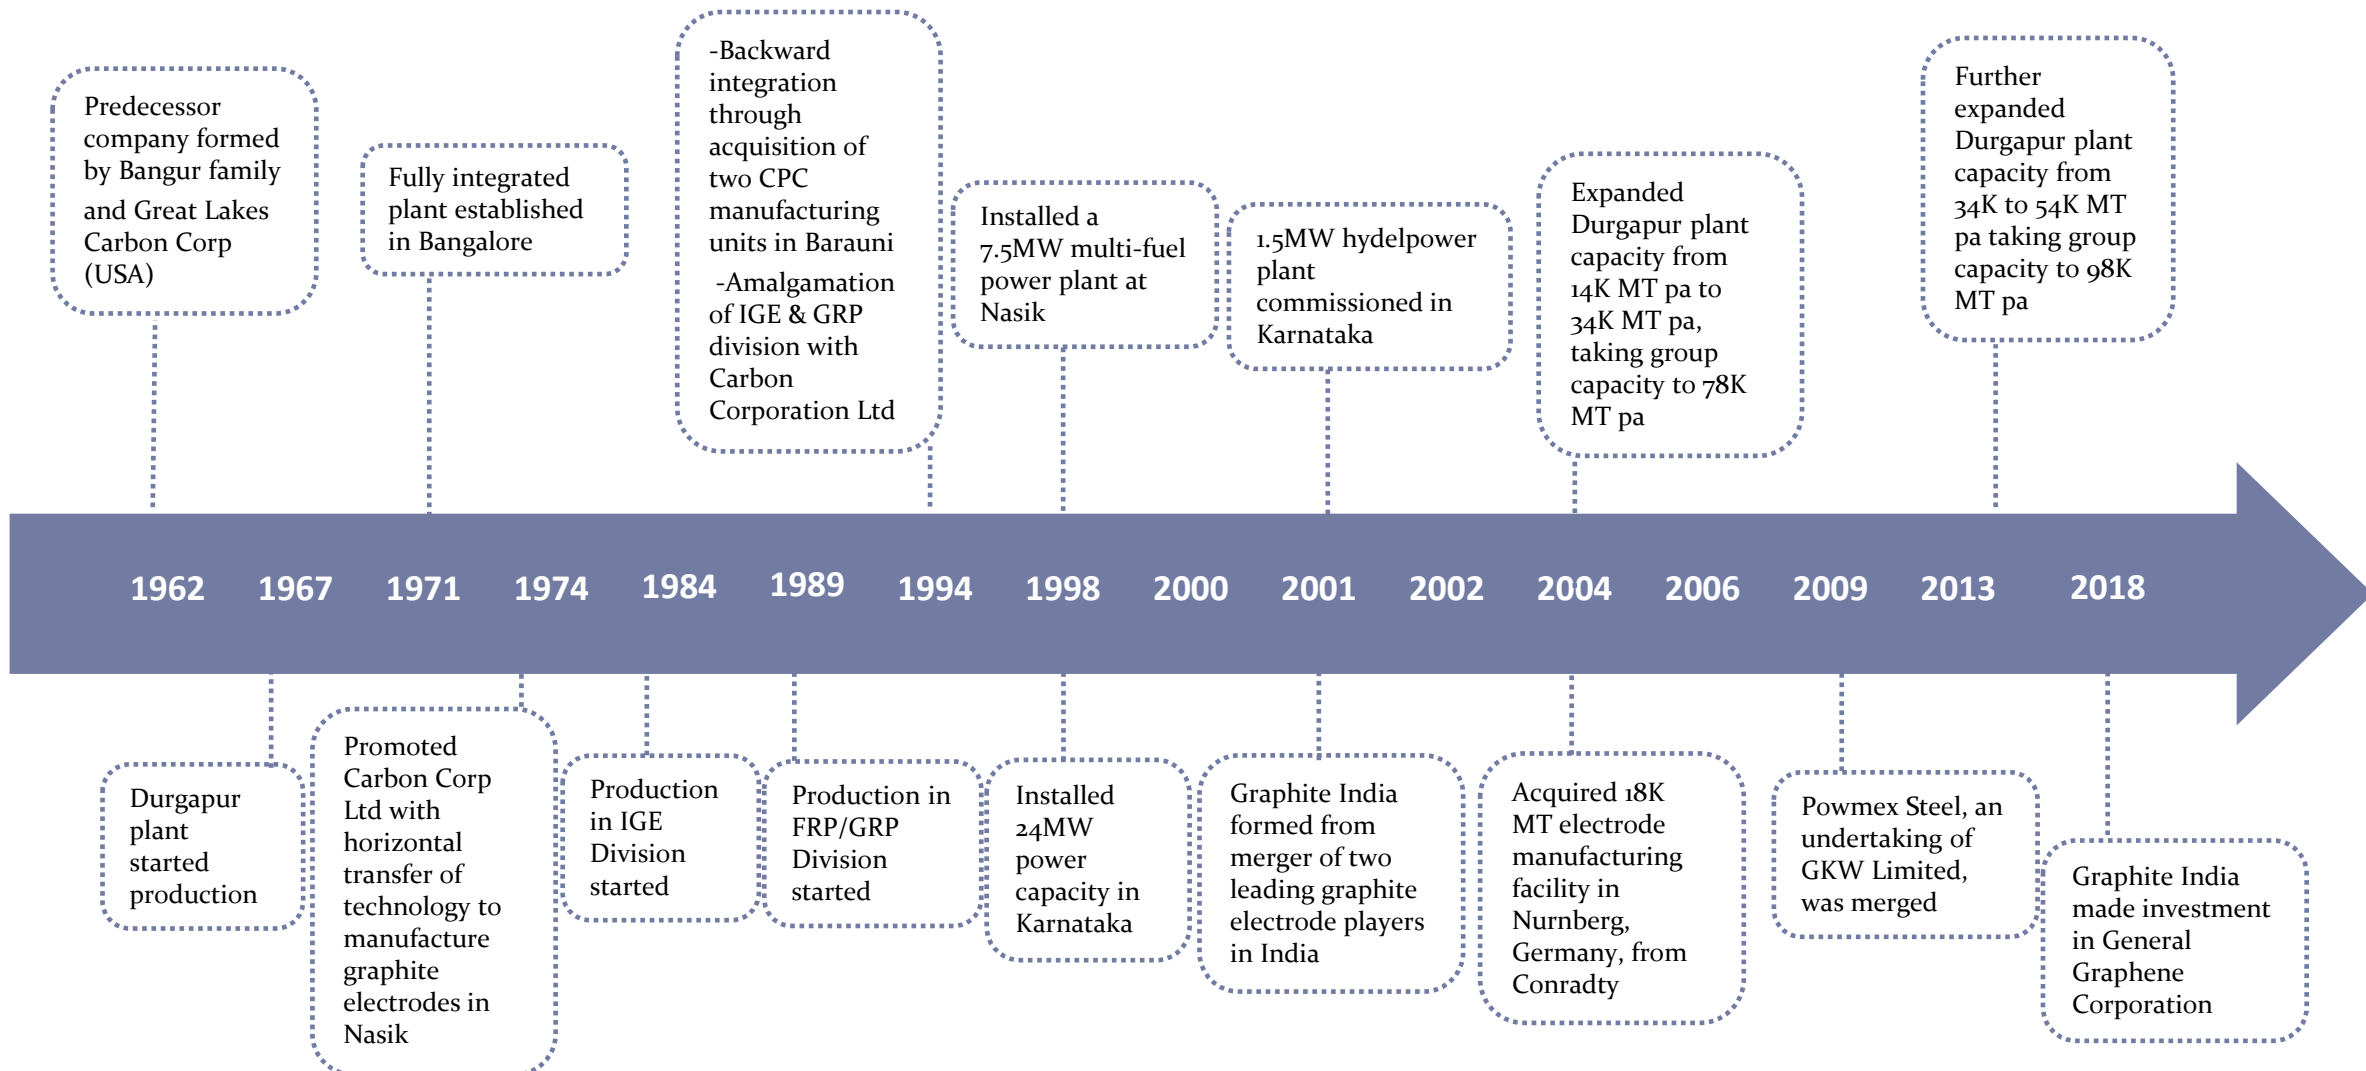 Predecessor
company formed
by Bangur family
and Great Lakes
Carbon Corp
(USA)
Fully integrated
plant established
in Bangalore
-Backward
integration
through
acquisition of
two CPC
manufacturing
units in Barauni
-Amalgamation
of IGE & GRP
division with
Carbon
Corporation Ltd
Installed a
7.5MW multi-fuel
power plant at
Nasik
1.5MW hydelpower
plant
commissioned in
Karnataka
Expanded
Durgapur plant
capacity from
14K MT pa to
34K MT pa,
taking group
capacity to 78K
MT pa
Further
expanded
Durgapur plant
capacity from
34K to 54K MT
pa taking group
capacity to 98K
MT pa
1962 1967 1971 1974 1984 1989 1994 1998 2000 2001 2002 2004 2006 2009 2013 2018
Durgapur
plant
started
production
Promoted
Carbon Corp
Ltd with
horizontal
transfer of
technology to
manufacture
graphite
electrodes in
Nasik
Production
in IGE
Division
started
Production in
FRP/GRP
Division
started
Installed
24MW
power
capacity in
Karnataka
Graphite India
formed from
merger of two
leading graphite
electrode players
in India
Acquired 18K
MT electrode
manufacturing
facility in
Nurnberg,
Germany, from
Conradty
Powmex Steel, an
undertaking of
GKW Limited,
was merged
Graphite India
made investment
in General
Graphene
Corporation